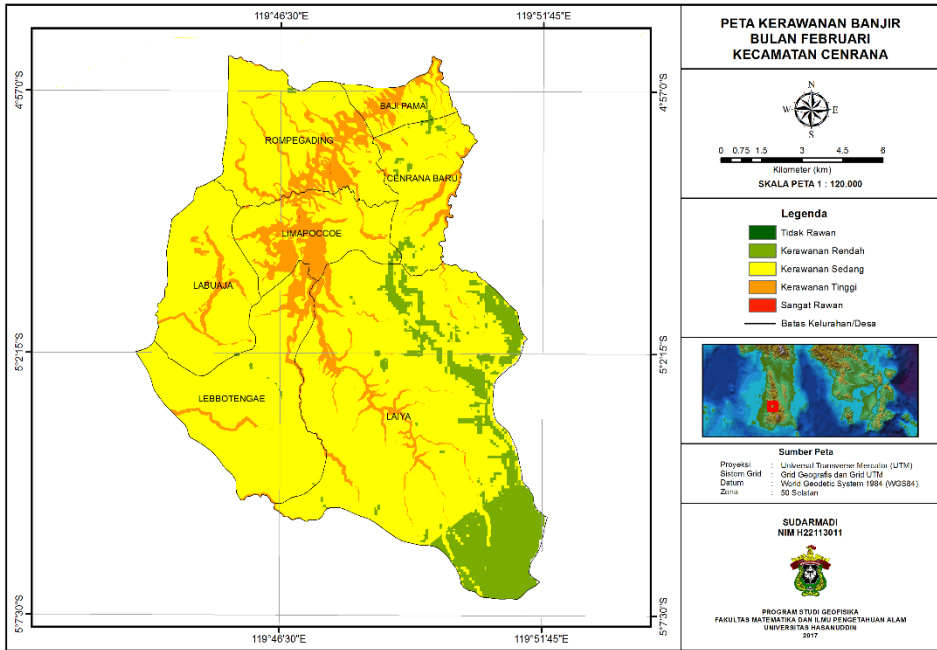 119°46'30"E
119°51'45"E
4°57'0"S
4°57'0"S
BAJI PAMAI
ROMPEGADING
CENRANA BARU
LIMAPOCCOE
LABUAJA
5°2'15"S
5°2'15"S
LEBBOTENGAE
LAIYA
5°7'30"S
5°7'30"S
119°46'30"E
119°51'45"E
PETA KERAWANAN BANJIR
BULAN FEBRUARI
KECAMATAN CENRANA
N
W E
S
0 0.75 1.5 3 4.5 6
Kilometer (km)
SKALA PETA 1 : 120.000
Legenda
Tidak Rawan
Kerawanan Rendah
Kerawanan Sedang
Kerawanan Tinggi
Sangat Rawan
Batas Kelurahan/Desa
Sumber Peta
Proyeksi : Universal Transverse Mercator (UTM)
Sistem Grid : Grid Geografis dan Grid UTM
Datum : World Geodetic System 1984 (WGS84)
Zona : 50 Selatan
SUDARMADI
NIM H22113011
PROGRAM STUDI GEOFISIKA
FAKULTAS MATEMATIKA DAN ILMU PENGETAHUAN ALAM
UNIVERSITAS HASANUDDIN
2017